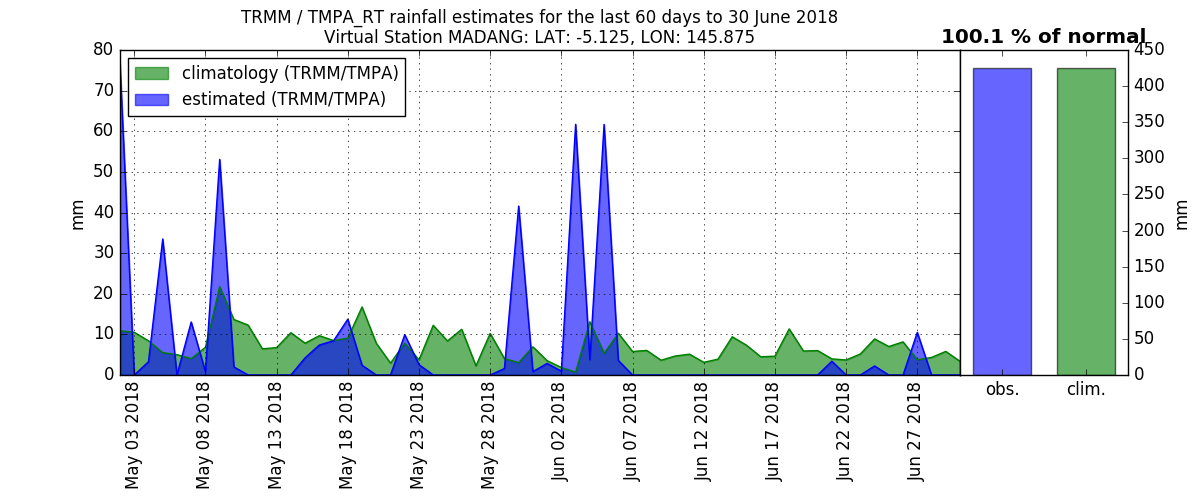 TRMM / TMPA_RT rainfall estimates for the last 60 days to 30 June 2018
Virtual Station MADANG: LAT: -5.125, LON: 145.875
100.1 % of normal
climatology (TRMM/TMPA)
estimated (TRMM/TMPA)
80
70
60
50
40
30
20
10
0
mm
May 03 2018
May 08 2018
May 13 2018
May 18 2018
May 23 2018
May 28 2018
Jun 02 2018
Jun 07 2018
Jun 12 2018
Jun 17 2018
Jun 22 2018
Jun 27 2018
450
400
350
300
250
200
150
100
50
0
mm
obs.
clim.